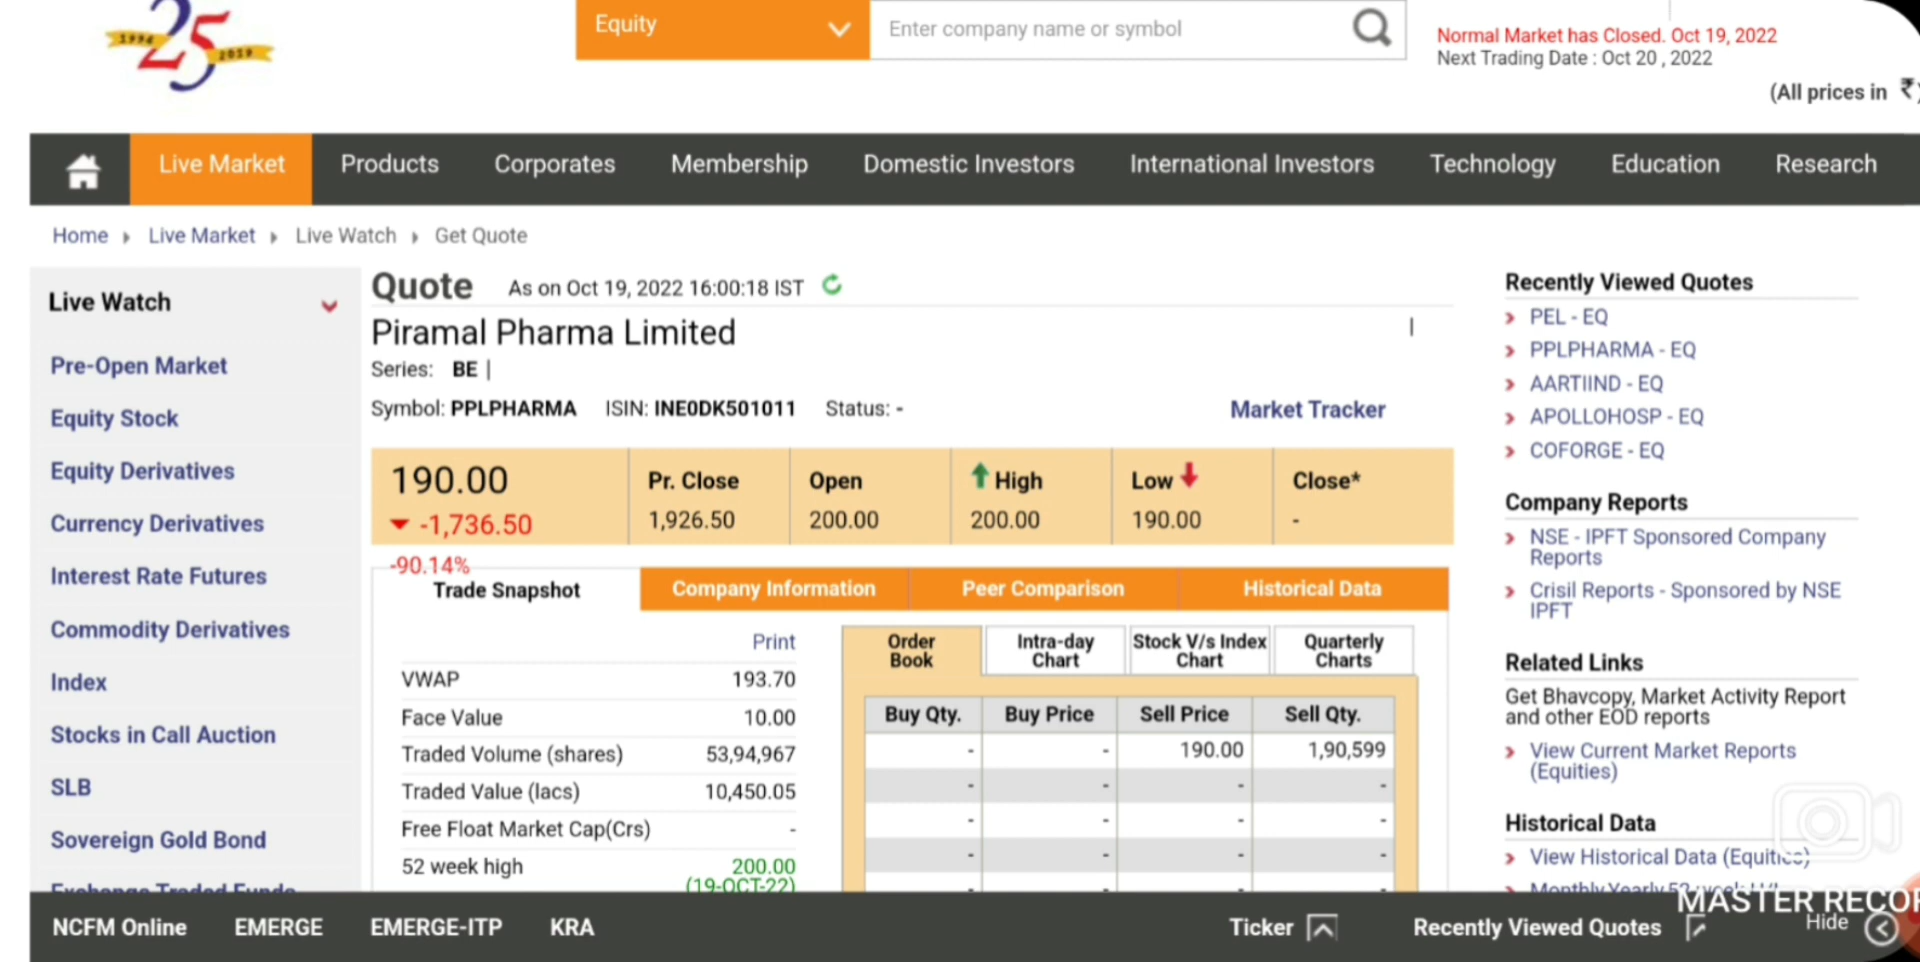 1994 25 2019
Equity
Enter company name or symbol
Normal Market has Closed. Oct 19, 2022
Next Trading Date : Oct 20 , 2022
(All prices in ₹)
Live Market Products Corporates Membership Domestic Investors International Investors Technology Education Research
Home Live Market Live Watch Get Quote
Live Watch
Pre-Open Market
Equity Stock
Equity Derivatives
Currency Derivatives
Interest Rate Futures
Commodity Derivatives
Index
Stocks in Call Auction
SLB
Sovereign Gold Bond
Exchange Traded Funds
Quote As on Oct 19, 2022 16:00:18 IST
Piramal Pharma Limited |
Series: BE |
Symbol: PPLPHARMA ISIN: INE0DK501011 Status: - Market Tracker
190.00 Pr. Close Open High Low Close*
-1,736.50 1,926.50 200.00 200.00 190.00 -
-90.14%
Trade Snapshot Company Information Peer Comparison Historical Data
Print
VWAP 193.70
Face Value 10.00
Traded Volume (shares) 53,94,967
Traded Value (lacs) 10,450.05
Free Float Market Cap(Crs) -
52 week high 200.00
(19-OCT-22)
Order Book Intra-day Chart Stock V/s Index Chart Quarterly Charts
Buy Qty. Buy Price Sell Price Sell Qty.
- - 190.00 1,90,599
- - - -
- - - -
- - - -
- - - -
Recently Viewed Quotes
PEL - EQ
PPLPHARMA - EQ
AARTIIND - EQ
APOLLOHOSP - EQ
COFORGE - EQ
Company Reports
NSE - IPFT Sponsored Company
Reports
Crisil Reports - Sponsored by NSE
IPFT
Related Links
Get Bhavcopy, Market Activity Report
and other EOD reports
View Current Market Reports
(Equities)
Historical Data
View Historical Data (Equities)
MASTER RECOR
NCFM Online EMERGE EMERGE-ITP KRA Ticker Recently Viewed Quotes Hide